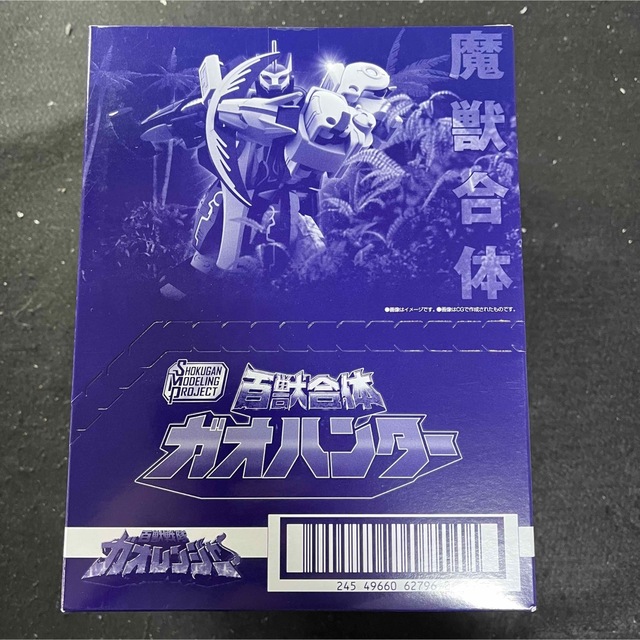 魔獣合体
●画像はイメージです。●画像はCGで作成されたものです。
SHOKUGAN
MODELING
PROJECT
百獣合体
ガオハンター
百獣戦隊
ガオレンジャー
245 49660 62796